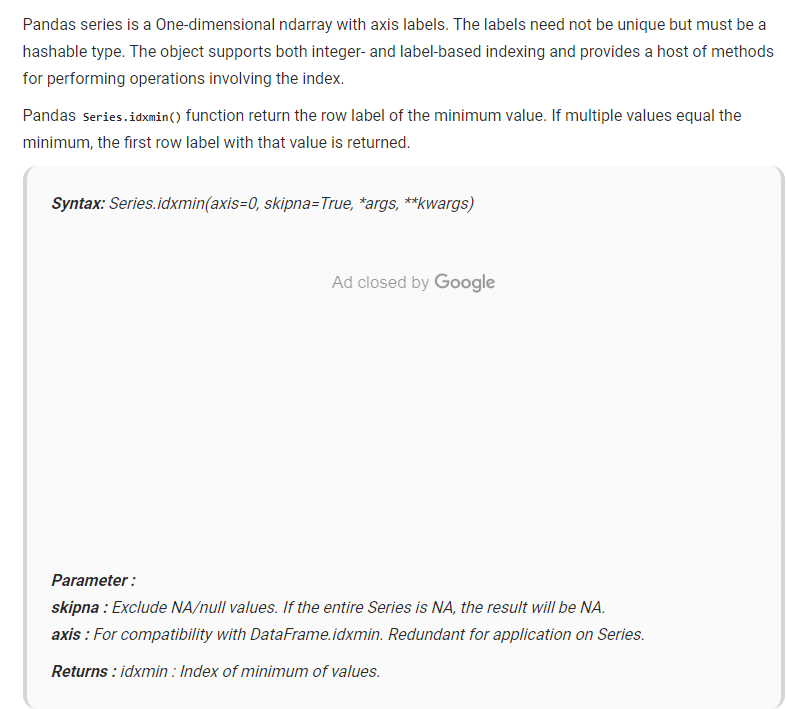 Pandas series is a One-dimensional ndarray with axis labels. The labels need not be unique but must be a
hashable type. The object supports both integer- and label-based indexing and provides a host of methods
for performing operations involving the index.
Pandas Series.idxmin() function return the row label of the minimum value. If multiple values equal the
minimum, the first row label with that value is returned.
Syntax: Series.idxmin(axis=0, skipna=True, *args, **kwargs)
Ad closed by Google
Parameter :
skipna : Exclude NA/null values. If the entire Series is NA, the result will be NA.
axis : For compatibility with DataFrame.idxmin. Redundant for application on Series.
Returns : idxmin : Index of minimum of values.